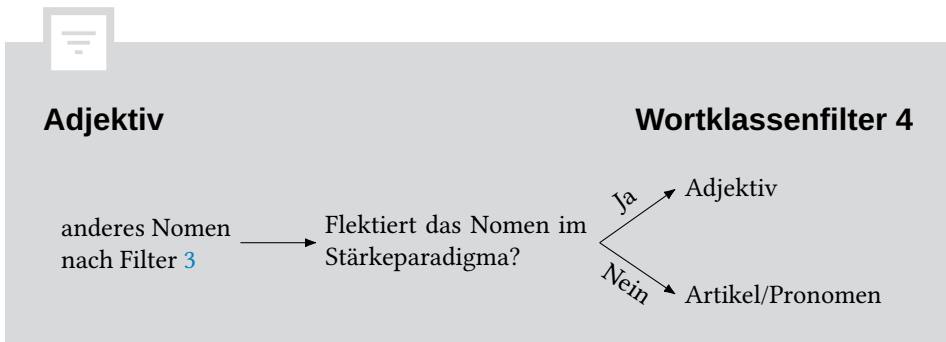 Adjektiv
Wortklassenfilter 4
anderes Nomen
nach Filter 3
Flektiert das Nomen im
Stärkeparadigma?
Ja
Adjektiv
Nein
Artikel/Pronomen